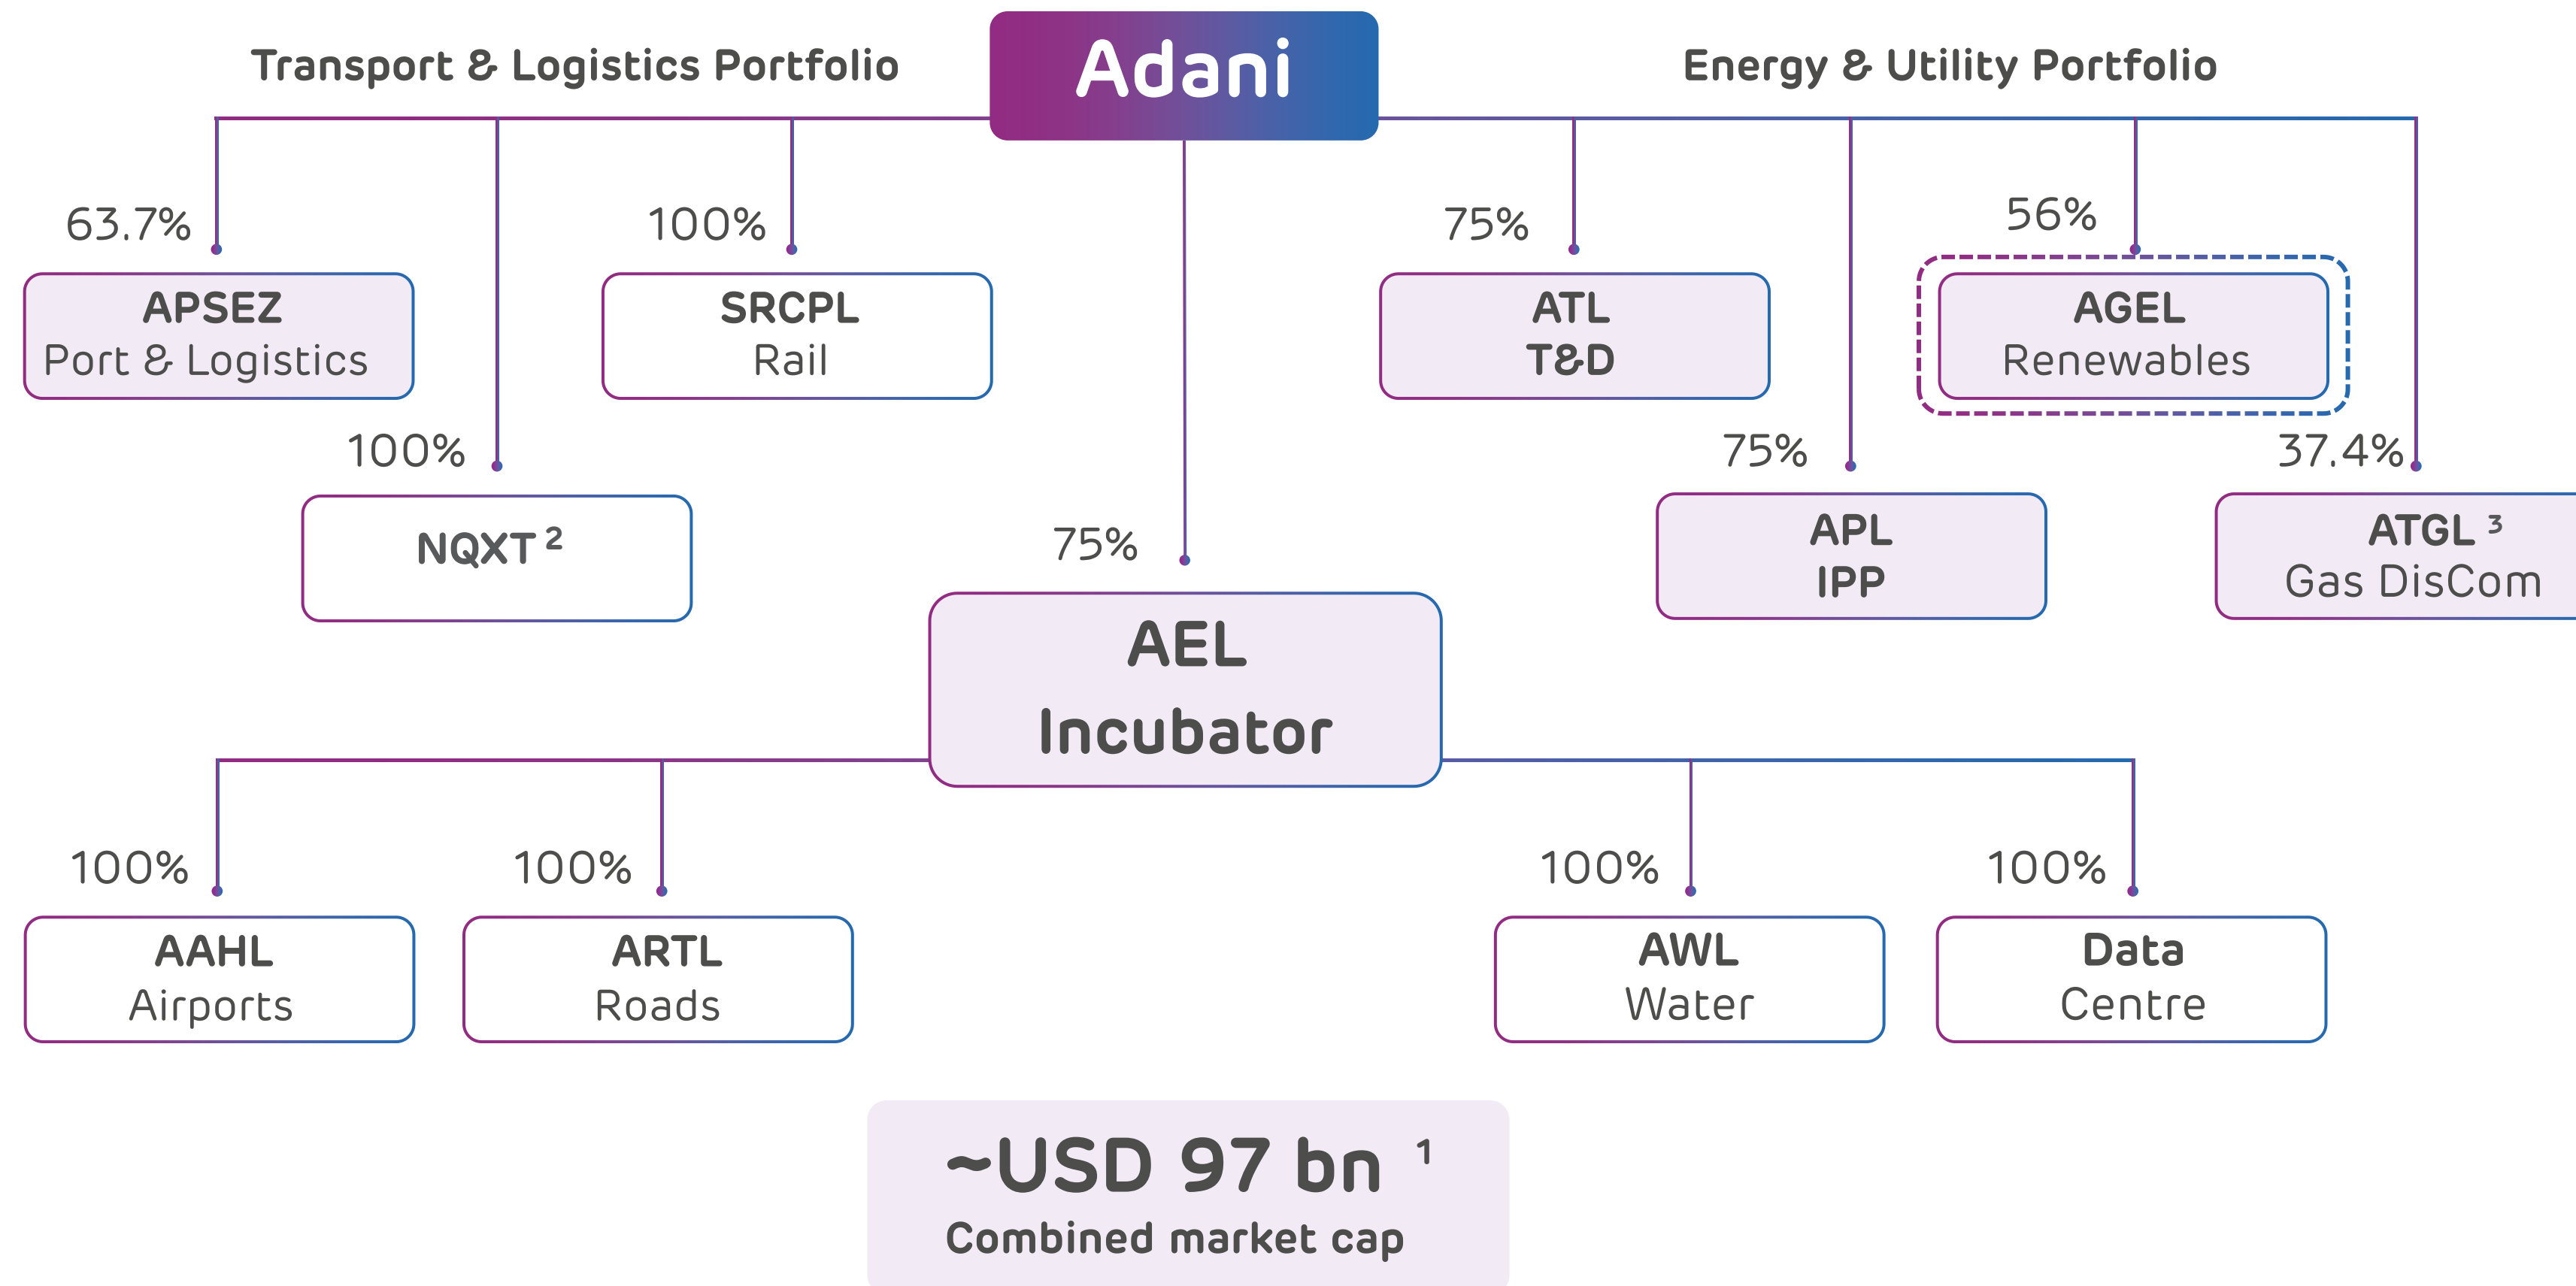 Adani
Transport & Logistics Portfolio
Energy & Utility Portfolio
63.7%
APSEZ
Port & Logistics
100%
NQXT 2
100%
SRCPL
Rail
75%
ATL
T&D
75%
APL
IPP
56%
AGEL
Renewables
37.4%
ATGL 3
Gas DisCom
75%
AEL
Incubator
100%
AAHL
Airports
100%
ARTL
Roads
100%
AWL
Water
100%
Data
Centre
~USD 97 bn 1
Combined market cap